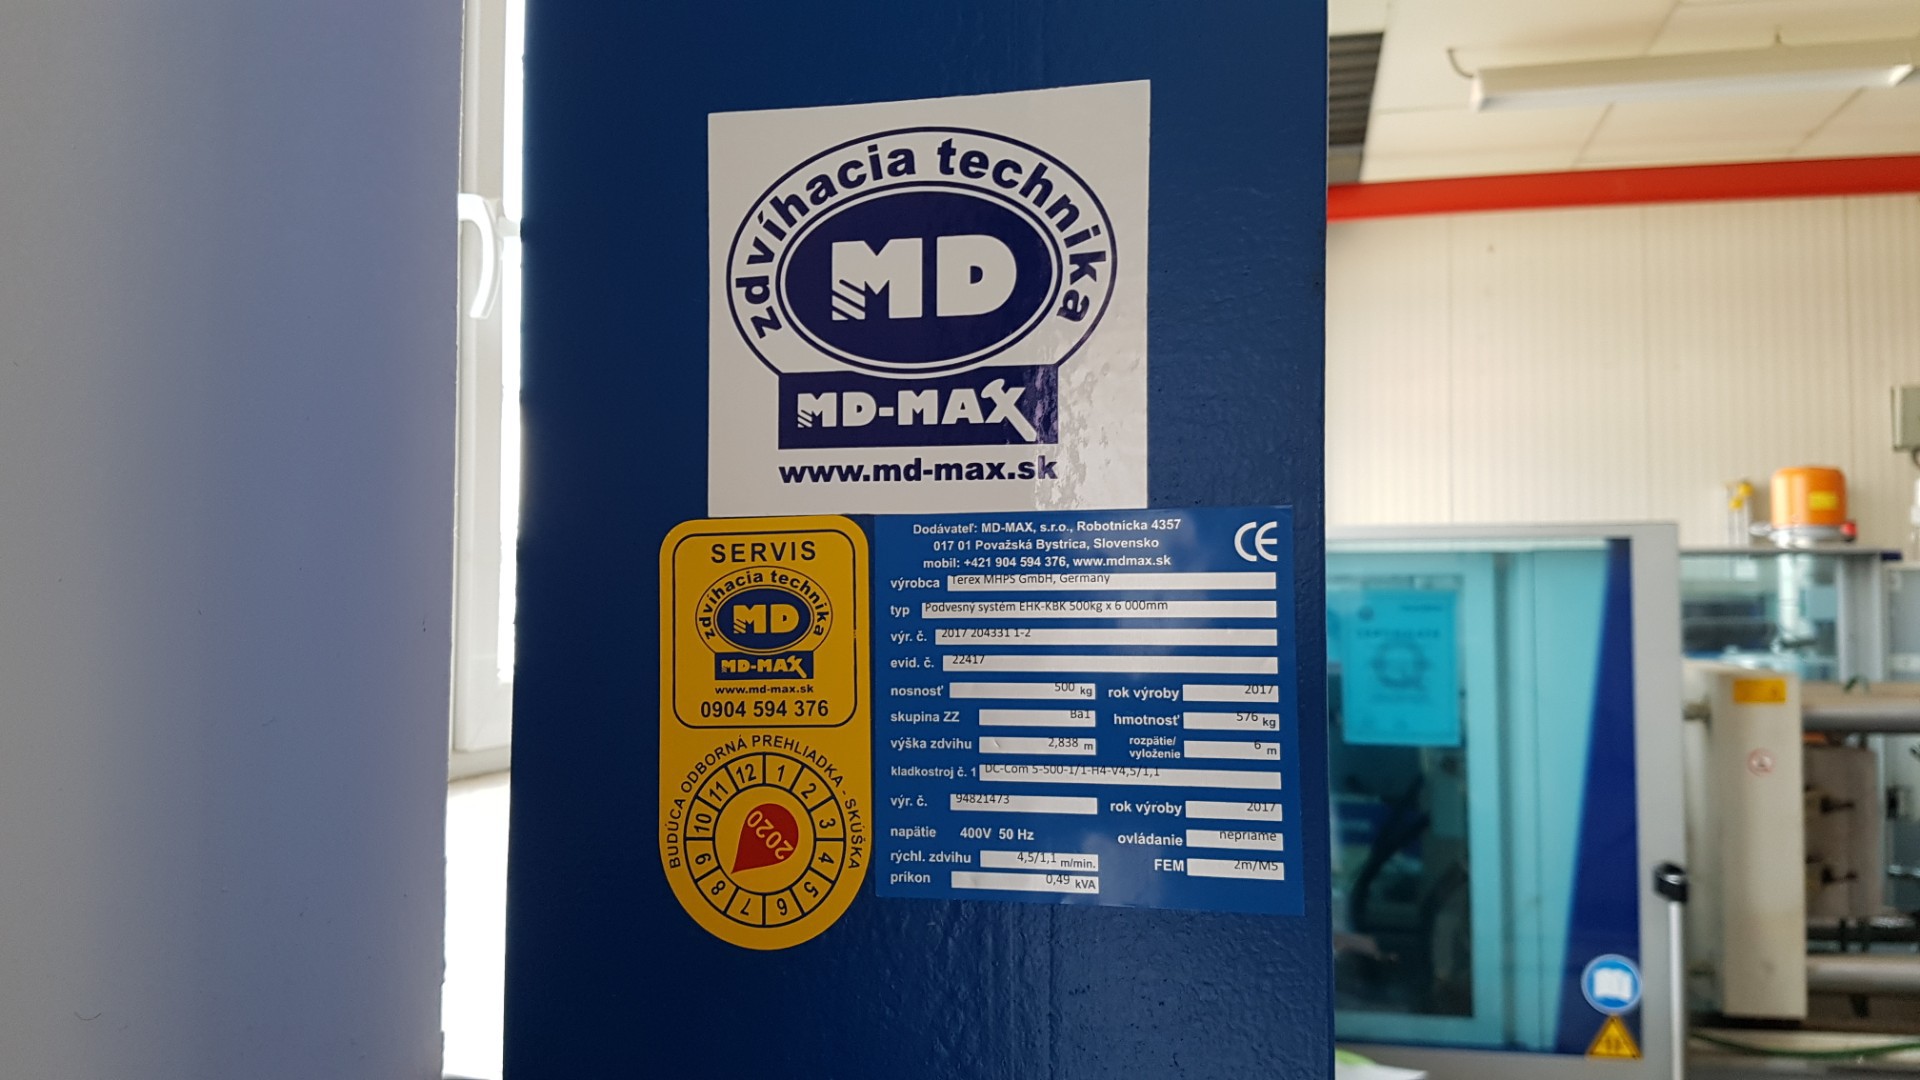 zdvíhacia technika
MD
MD-MAX
www.md-max.sk
SERVIS
zdvíhacia technika
MD
MD-MAX
www.md-max.sk
0904 594 376
BUDÚCA ODBORNÁ PREHLIADKA - SKÚŠKA
1 2 3 4 5 6 7 8 9 10 11 12
2020
Dodávateľ: MD-MAX, s.r.o., Robotnicka 4357
017 01 Považská Bystrica, Slovensko
mobil: +421 904 594 376, www.mdmax.sk
CE
výrobca Terex MHPS GmbH, Germany
typ Podvesný systém EHK-KBK 500kg x 6 000mm
výr. č. 2017 204331 1-2
evid. č. 22417
nosnosť 500 kg rok výroby 2017
skupina ZZ Ba1 hmotnosť 576 kg
výška zdvihu 2,838 m rozpätie/ vyloženie 6 m
kladkostroj č. 1 DC-Com 5-500-1/1-H4-V4,5/1,1
výr. č. 94821473 rok výroby 2017
napätie 400V 50 Hz ovládanie nepriame
rýchl. zdvihu 4,5/1,1 m/min. FEM 2m/M5
príkon 0,49 kVA